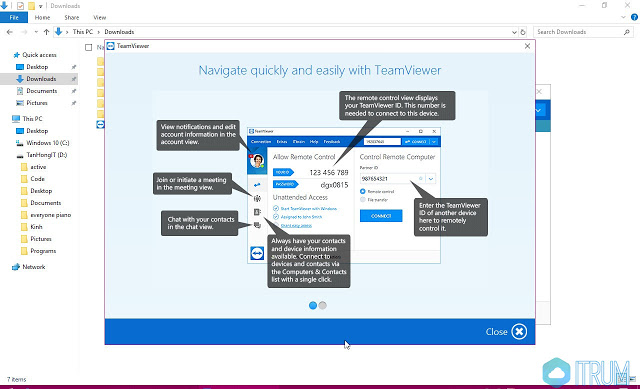 Downloads
File
Home
Share
View
This PC > Downloads
Search Downloads
Quick access
Desktop
Downloads
Documents
Pictures
This PC
Desktop
Windows 10 (C:)
TanHongIT (D:)
active
Code
Desktop
Documents
everyone piano
Kinh
Pictures
Programs
Network
7 items
TeamViewer
Navigate quickly and easily with TeamViewer
The remote control view displays
your TeamViewer ID. This number is
needed to connect to this device.
View notifications and edit
account information in the
account view.
Join or initiate a meeting
in the meeting view.
Chat with your contacts
in the chat view.
TeamViewer
Connection Extras Help Feedback
CONNECT
Allow Remote Control
YOUR ID
123 456 789
PASSWORD
dgx0815
Unattended Access
Start TeamViewer with Windows
Assigned to John Smith
Grant easy access
Control Remote Computer
Partner ID
987654321
Remote control
File transfer
CONNECT
Always have your contacts
and device information
available. Connect to
devices and contacts via
the Computers & Contacts
list with a single click.
Enter the TeamViewer
ID of another device
here to remotely
control it.
Close
ITRUM